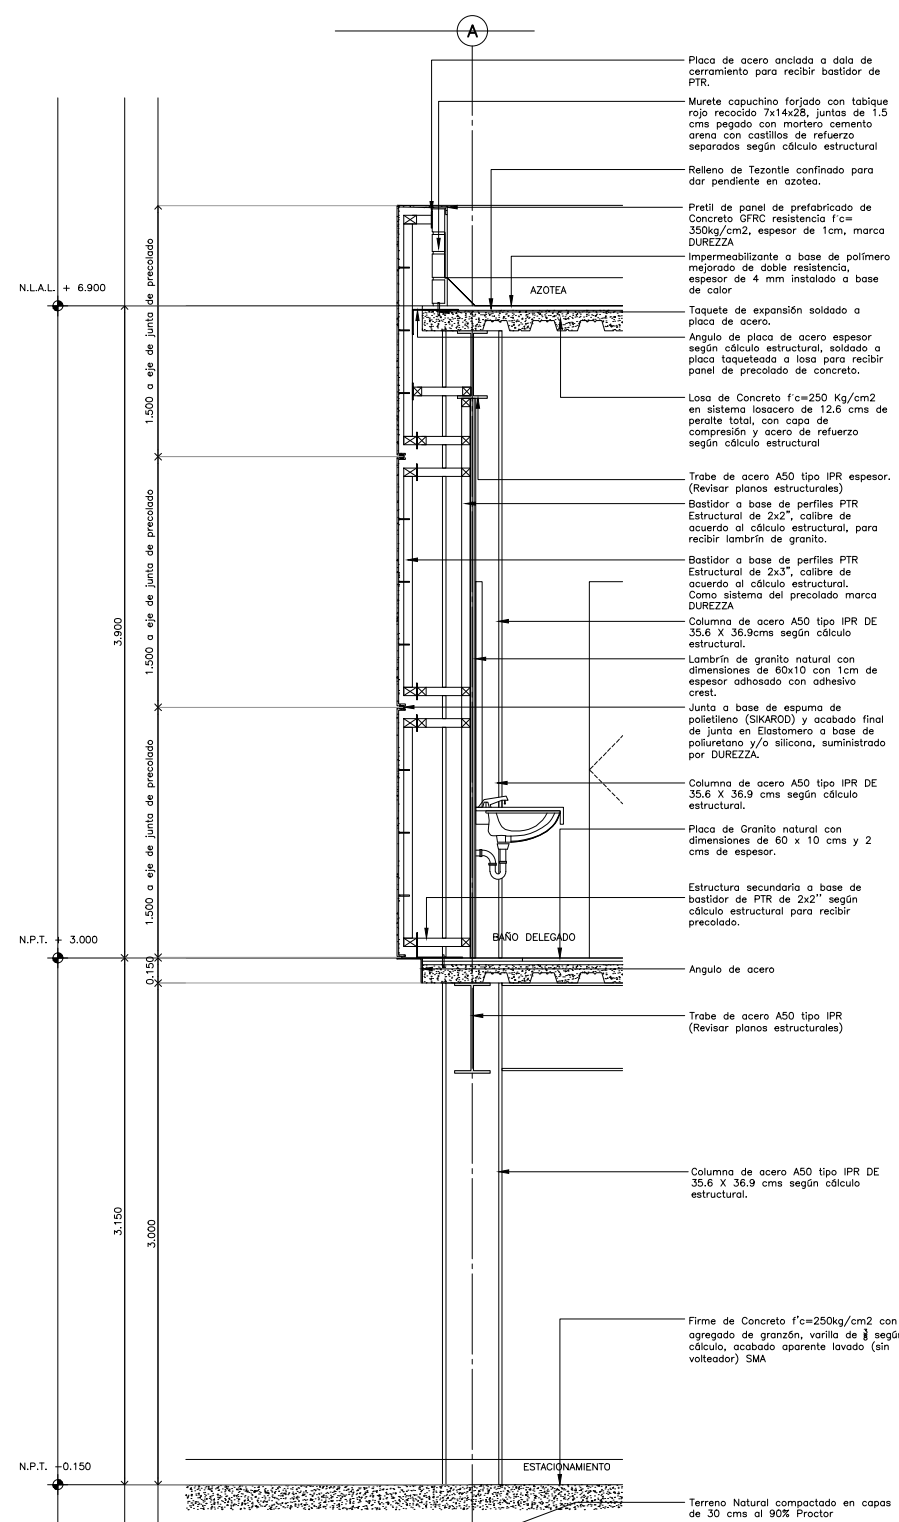 A
Placa de acero anclada a dala de
cerramiento para recibir bastidor de
PTR.
Murete capuchino forjado con tabique
rojo recocido 7x14x28, juntas de 1.5
cms pegado con mortero cemento
arena con castillos de refuerzo
separados según cálculo estructural
Relleno de Tezontle confinado para
dar pendiente en azotea.
Pretil de panel de prefabricado de
Concreto GFRC resistencia f'c=
350kg/cm2, espesor de 1cm, marca
DUREZZA
Impermeabilizante a base de polímero
mejorado de doble resistencia,
espesor de 4 mm instalado a base
de calor
Taquete de expansión soldado a
placa de acero.
Angulo de placa de acero espesor
según cálculo estructural, soldado a
placa taqueteada a losa para recibir
panel de precolado de concreto.
Losa de Concreto f'c=250 Kg/cm2
en sistema losacero de 12.6 cms de
peralte total, con capa de
compresión y acero de refuerzo
según cálculo estructural
Trabe de acero A50 tipo IPR espesor.
(Revisar planos estructurales)
Bastidor a base de perfiles PTR
Estructural de 2x2", calibre de
acuerdo al cálculo estructural, para
recibir lambrín de granito.
Bastidor a base de perfiles PTR
Estructural de 2x3", calibre de
acuerdo al cálculo estructural.
Como sistema del precolado marca
DUREZZA
Columna de acero A50 tipo IPR DE
35.6 X 36.9cms según cálculo
estructural.
Lambrín de granito natural con
dimensiones de 60x10 con 1cm de
espesor adhosado con adhesivo
crest.
Junta a base de espuma de
polietileno (SIKAROD) y acabado final
de junta en Elastomero a base de
poliuretano y/o silicona, suministrado
por DUREZZA.
Columna de acero A50 tipo IPR DE
35.6 X 36.9 cms según cálculo
estructural.
Placa de Granito natural con
dimensiones de 60 x 10 cms y 2
cms de espesor.
Estructura secundaria a base de
bastidor de PTR de 2x2'' según
cálculo estructural para recibir
precolado.
Angulo de acero
Trabe de acero A50 tipo IPR
(Revisar planos estructurales)
Columna de acero A50 tipo IPR DE
35.6 X 36.9 cms según cálculo
estructural.
Firme de Concreto f'c=250kg/cm2 con
agregado de granzón, varilla de segú
cálculo, acabado aparente lavado (sin
volteador) SMA
Terreno Natural compactado en capas
de 30 cms al 90% Proctor
N.L.A.L. + 6.900
N.P.T. + 3.000
N.P.T. -0.150
AZOTEA
BAÑO DELEGADO
ESTACIONAMIENTO
1.500 a eje de junta de precolado
1.500 a eje de junta de precolado
1.500 a eje de junta de precolado
3.900
0.150
3.150
3.000